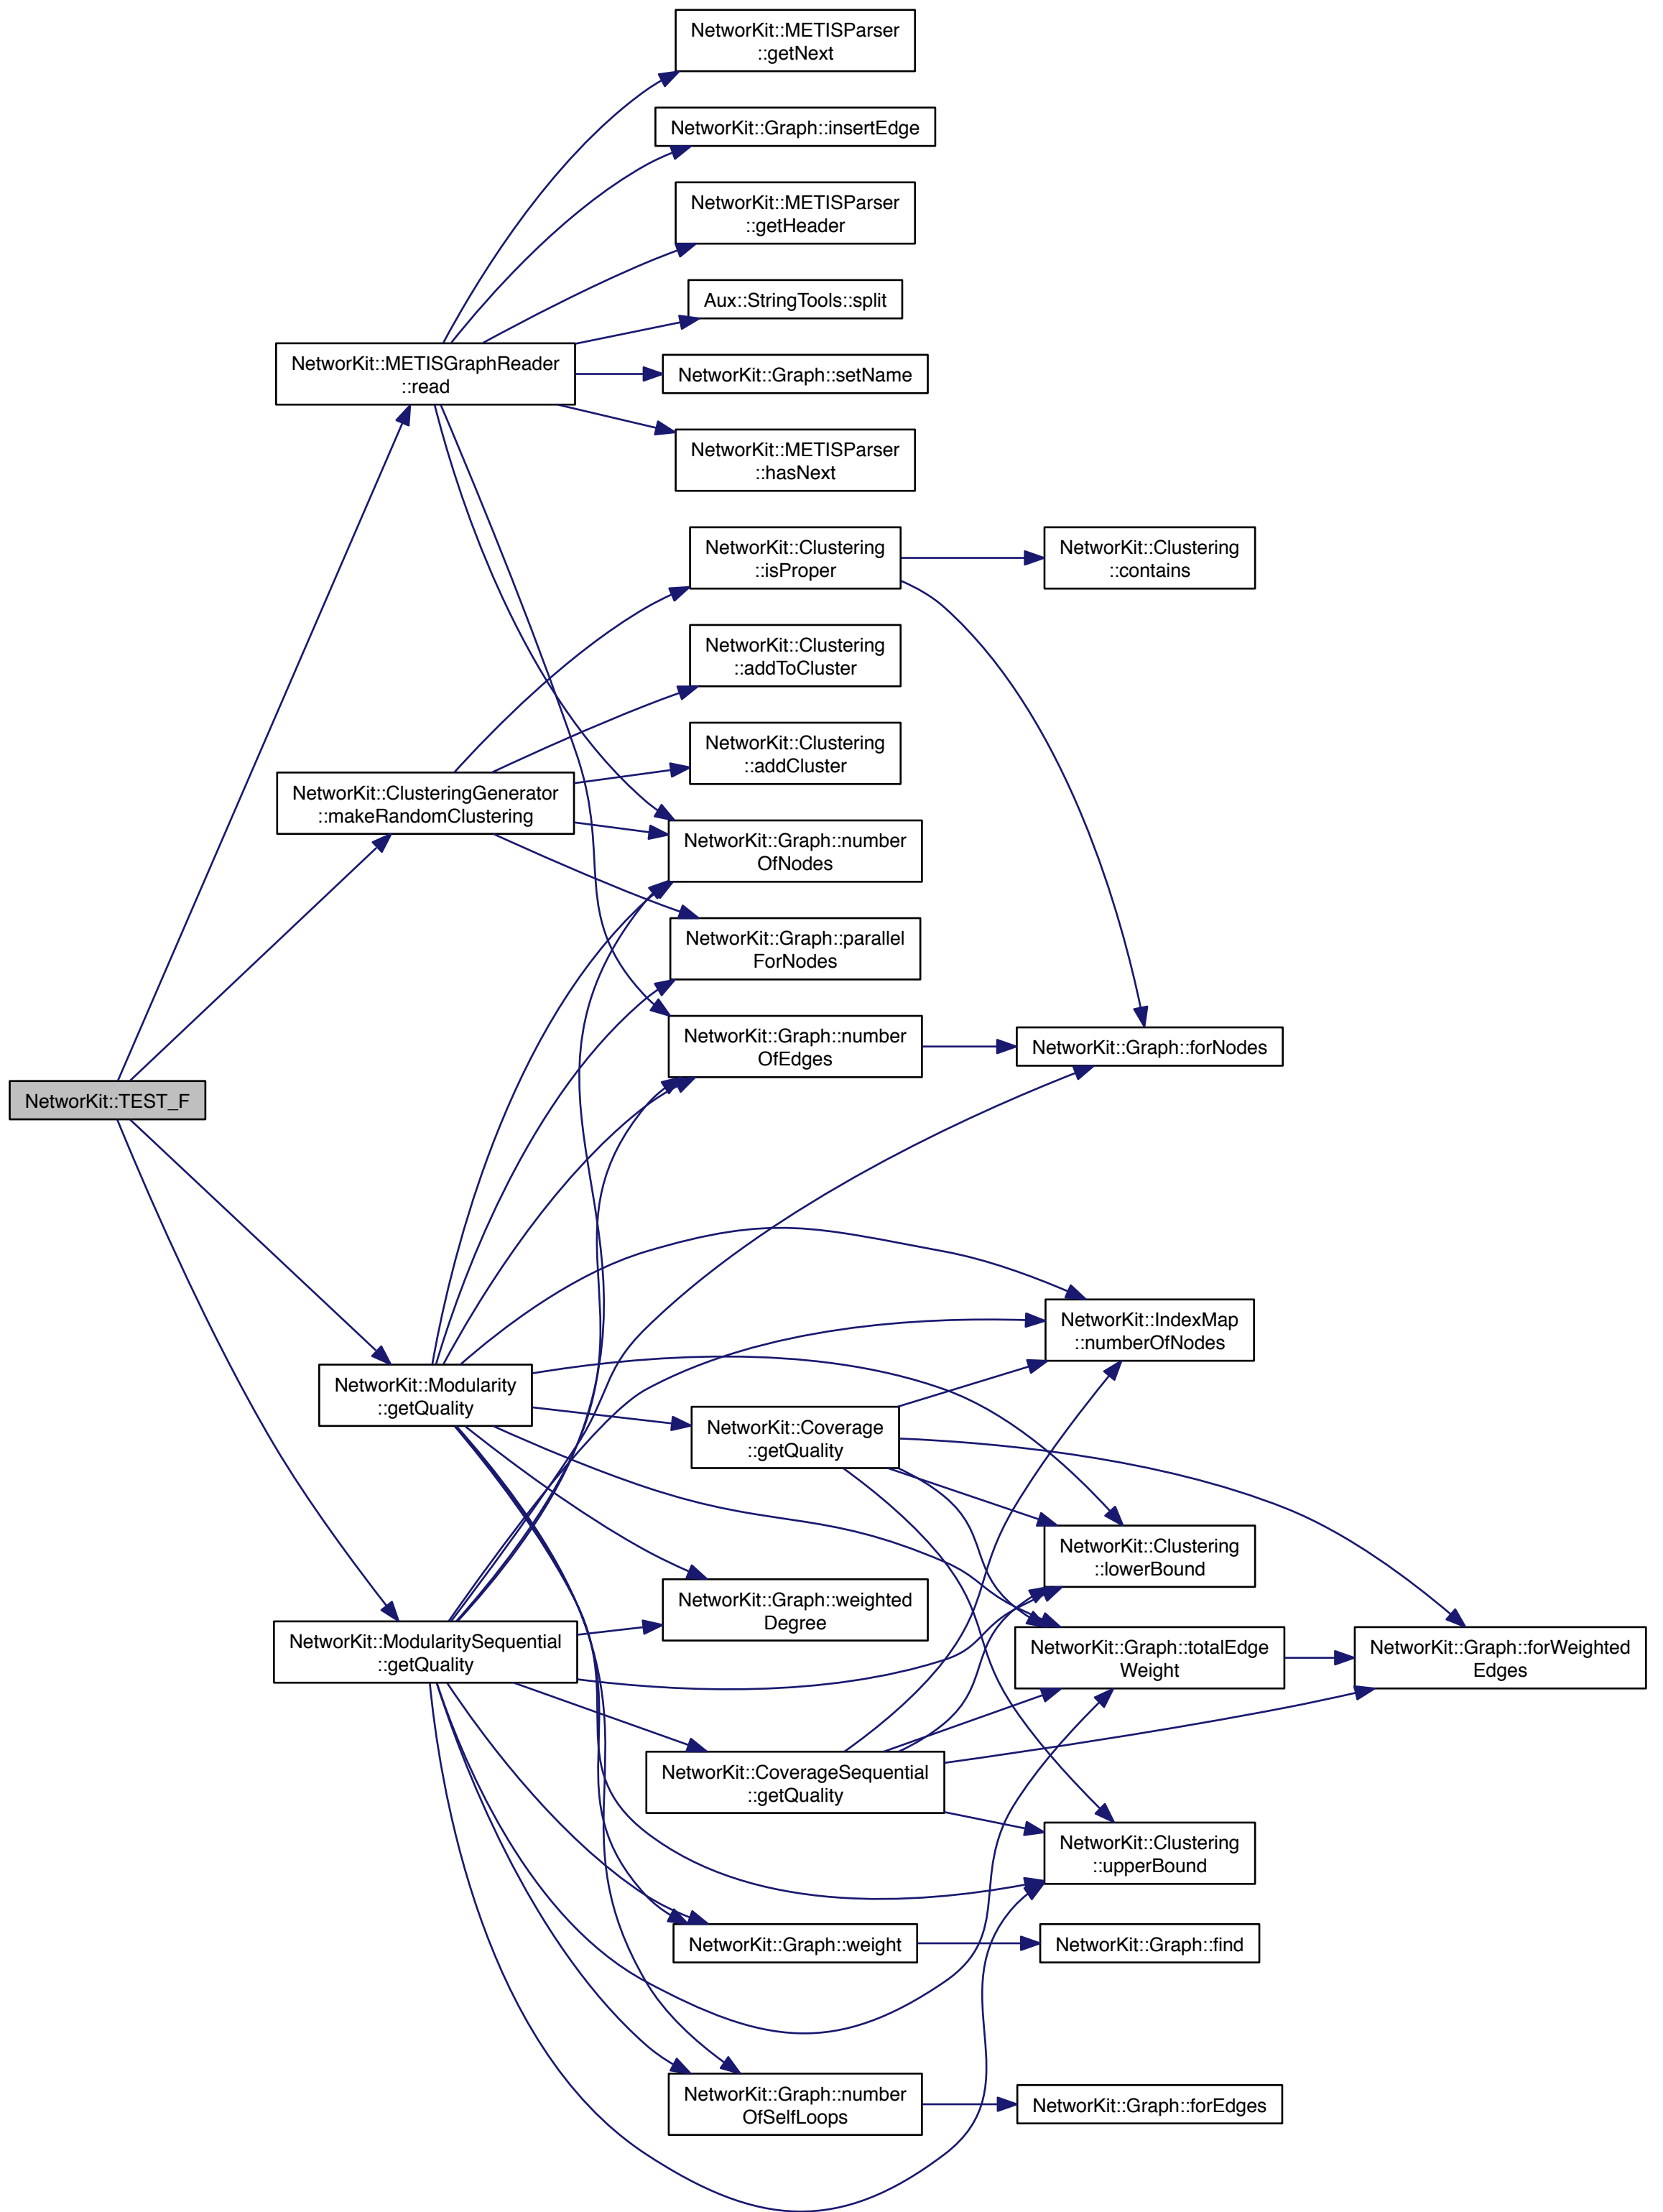 NetworKit::METISParser
::getNext
NetworKit::Graph::insertEdge
NetworKit::METISParser
::getHeader
Aux::StringTools::split
NetworKit::METISGraphReader
::read
NetworKit::Graph::setName
NetworKit::METISParser
::hasNext
NetworKit::Clustering
::isProper
NetworKit::Clustering
::contains
NetworKit::Clustering
::addToCluster
NetworKit::Clustering
::addCluster
NetworKit::ClusteringGenerator
::makeRandomClustering
NetworKit::Graph::number
OfNodes
NetworKit::Graph::parallel
ForNodes
NetworKit::Graph::number
OfEdges
NetworKit::Graph::forNodes
NetworKit::TEST_F
NetworKit::IndexMap
::numberOfNodes
NetworKit::Modularity
::getQuality
NetworKit::Coverage
::getQuality
NetworKit::Clustering
::lowerBound
NetworKit::Graph::weighted
Degree
NetworKit::ModularitySequential
::getQuality
NetworKit::Graph::totalEdge
Weight
NetworKit::Graph::forWeighted
Edges
NetworKit::CoverageSequential
::getQuality
NetworKit::Clustering
::upperBound
NetworKit::Graph::weight
NetworKit::Graph::find
NetworKit::Graph::number
OfSelfLoops
NetworKit::Graph::forEdges